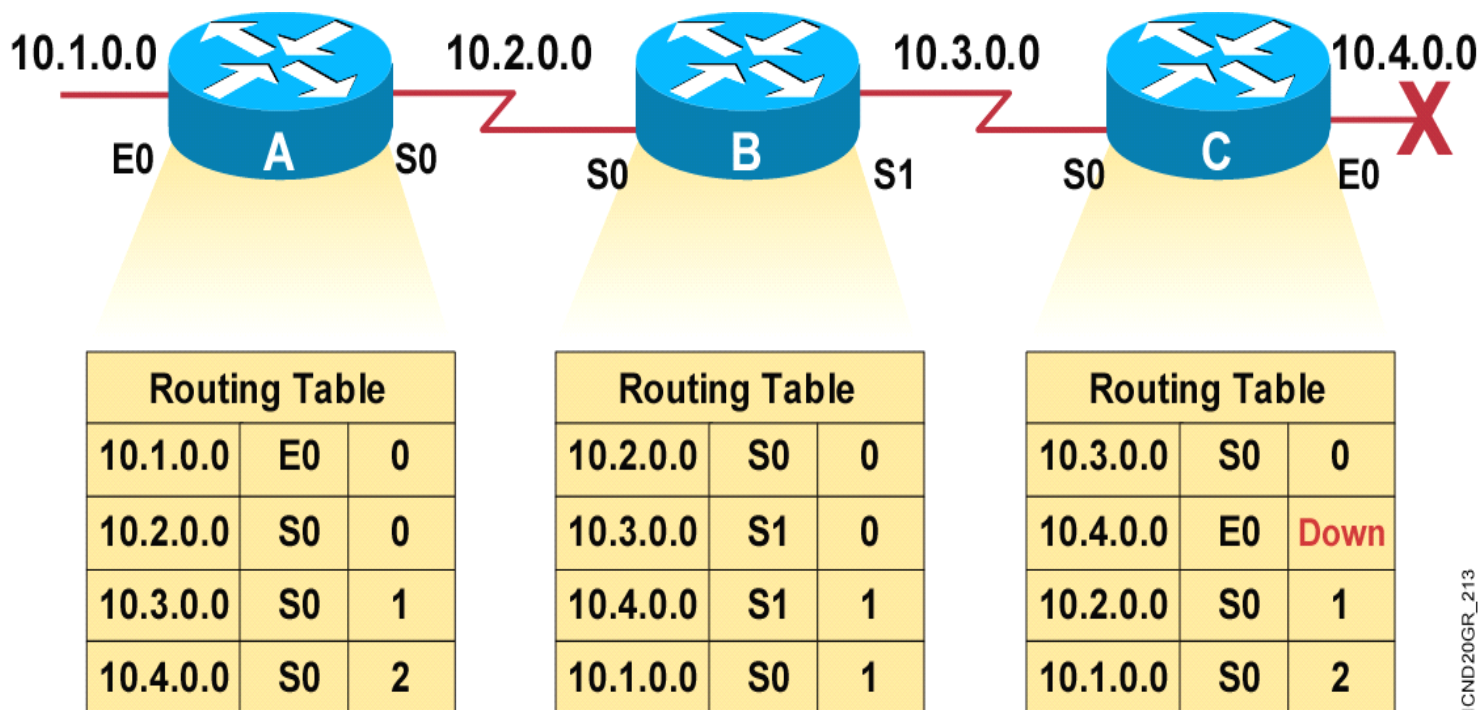 10.1.0.0 10.2.0.0 10.3.0.0 10.4.0.0
A B C
E0 S0 S0 S1 S0 E0
X
Routing Table
10.1.0.0 E0 0
10.2.0.0 S0 0
10.3.0.0 S0 1
10.4.0.0 S0 2
Routing Table
10.2.0.0 S0 0
10.3.0.0 S1 0
10.4.0.0 S1 1
10.1.0.0 S0 1
Routing Table
10.3.0.0 S0 0
10.4.0.0 E0 Down
10.2.0.0 S0 1
10.1.0.0 S0 2
ICND20GR_213